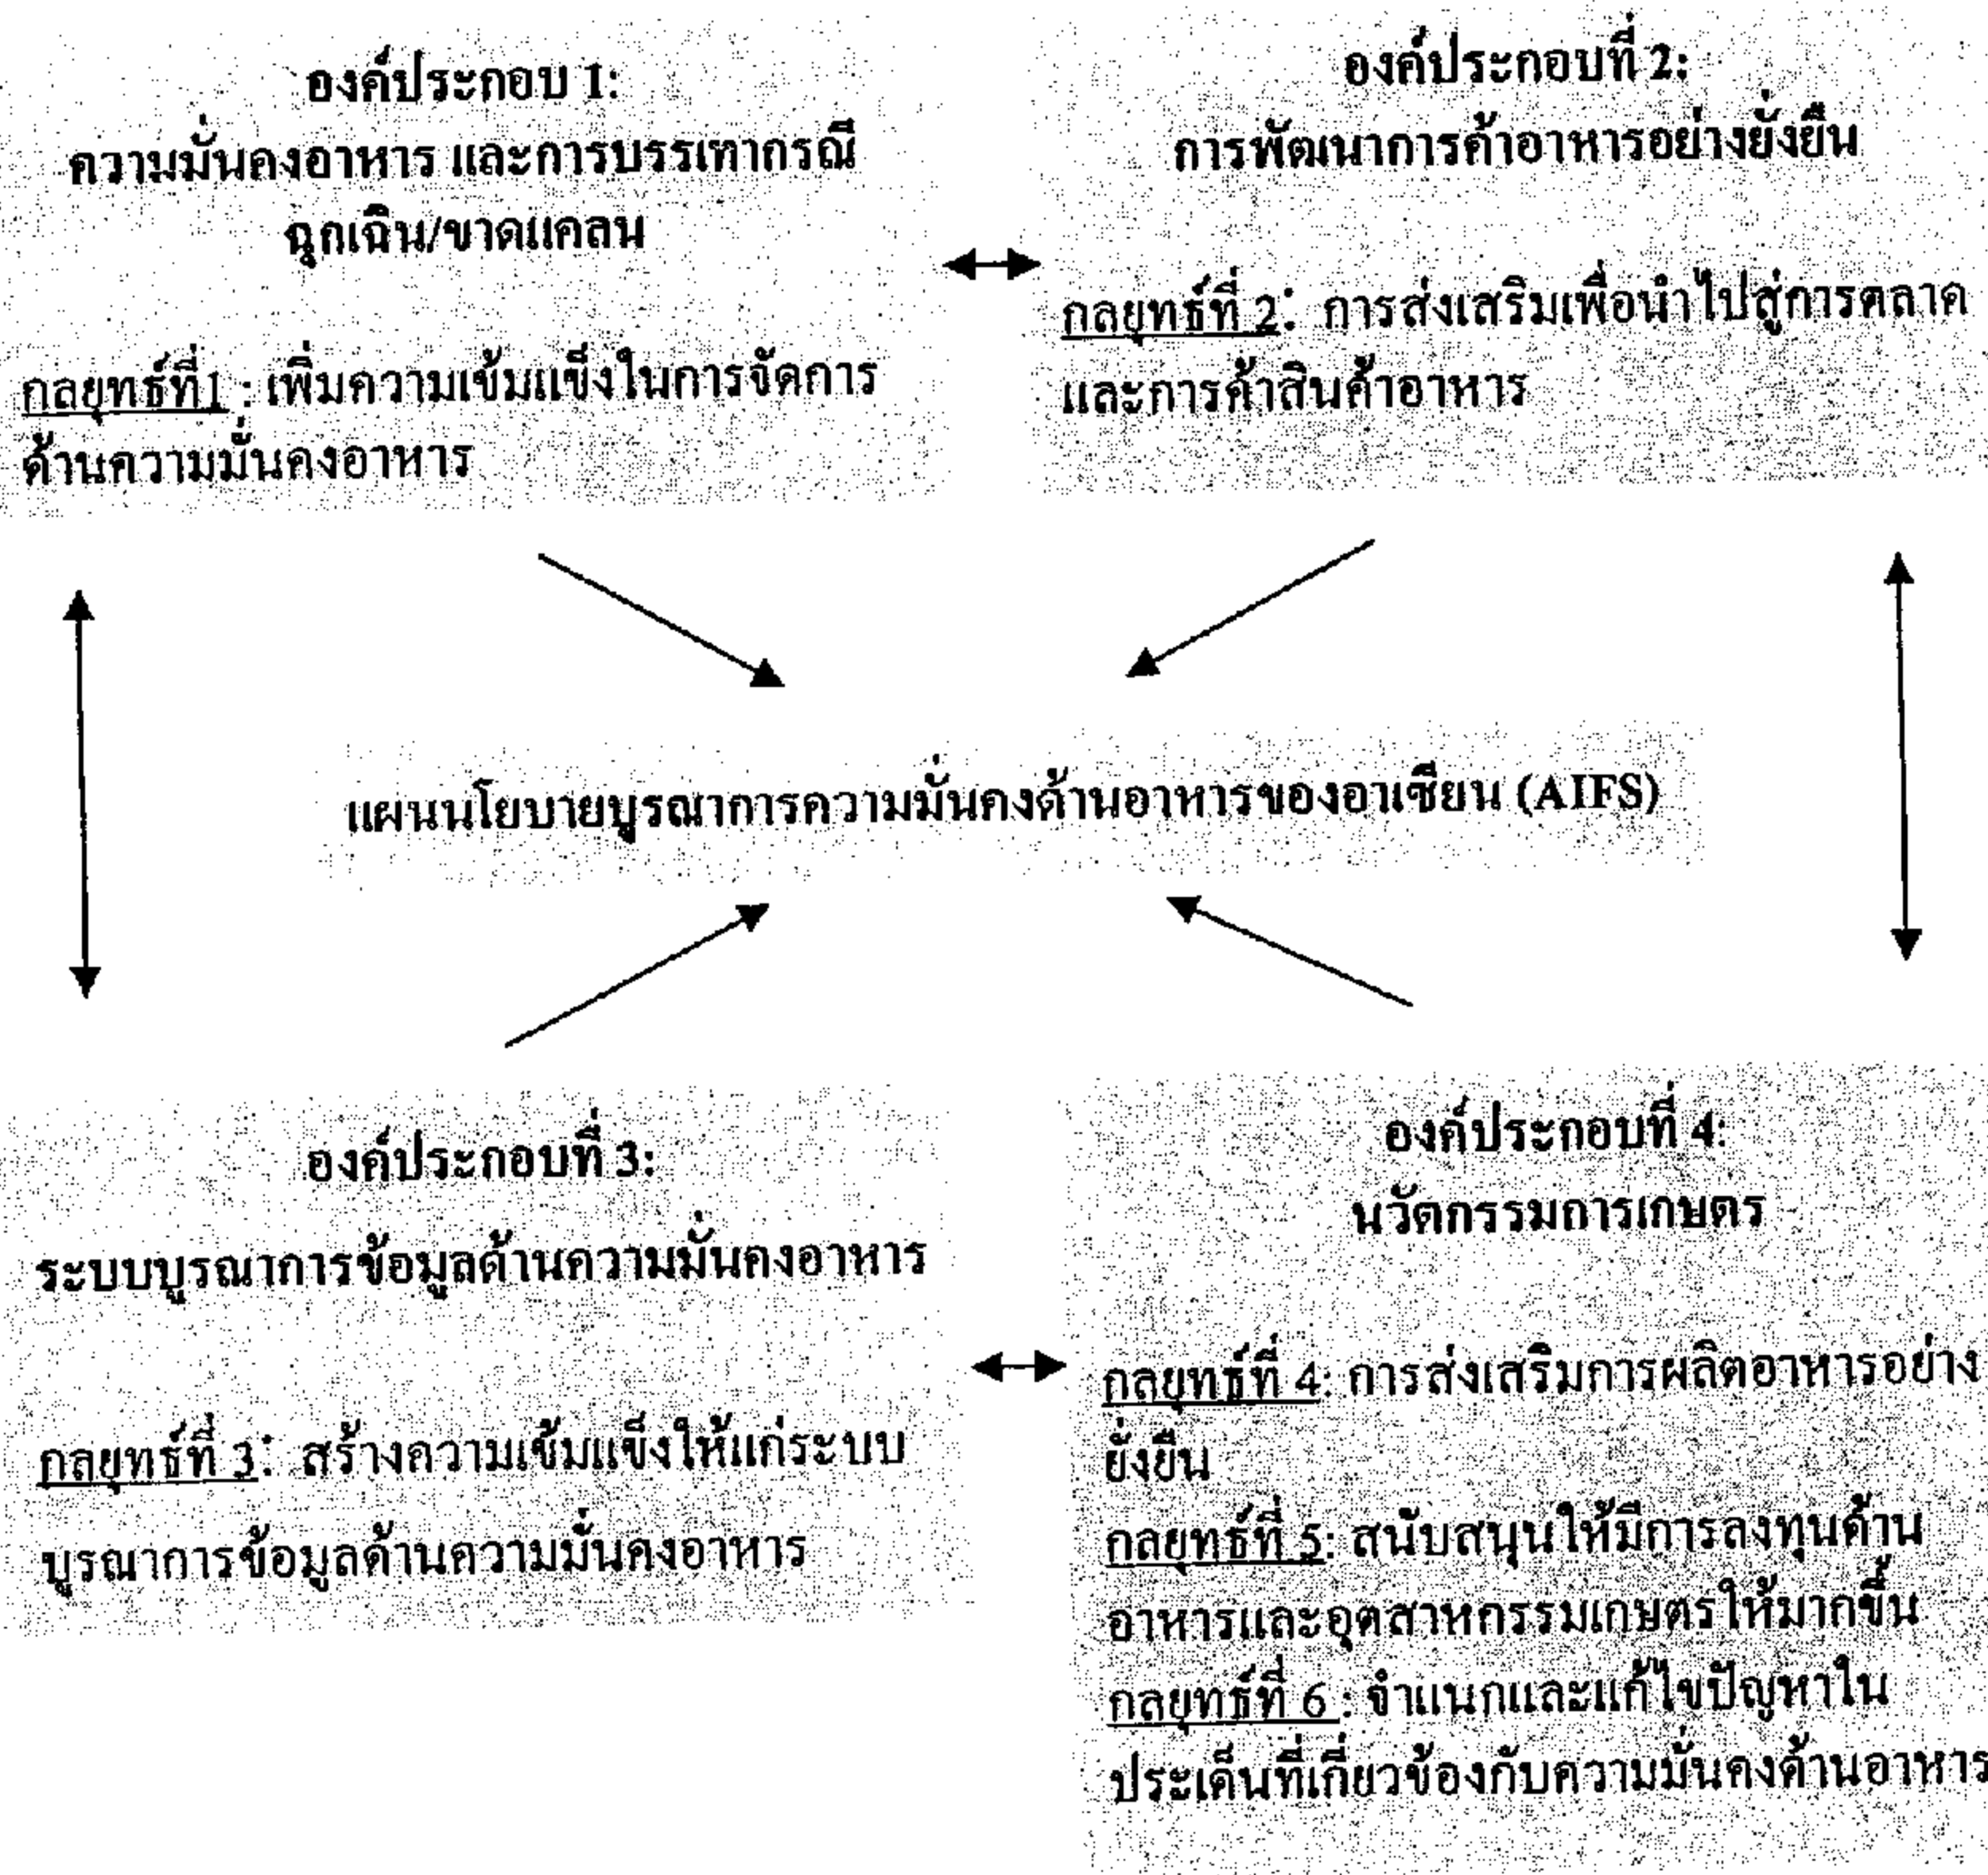 องค์ประกอบ 1:
ความมั่นคงอาหาร และการบรรเทากรณี
ฉุกเฉิน/ขาดแคลน
กลยุทธ์ที่1 : เพิ่มความเข้มแข็งในการจัดการ
ด้านความมั่นคงอาหาร
องค์ประกอบที่ 2:
การพัฒนาการค้าอาหารอย่างยั่งยืน
กลยุทธ์ที่ 2: การส่งเสริมเพื่อนำไปสู่การตลาด
และการค้าสินค้าอาหาร
แผนนโยบายบูรณาการความมั่นคงด้านอาหารของอาเซียน (AIFS)
องค์ประกอบที่ 3:
ระบบบูรณาการข้อมูลด้านความมั่นคงอาหาร
กลยุทธ์ที่ 3: สร้างความเข้มแข็งให้แก่ระบบ
บูรณาการข้อมูลด้านความมั่นคงอาหาร
องค์ประกอบที่ 4:
นวัตกรรมการเกษตร
กลยุทธ์ที่ 4: การส่งเสริมการผลิตอาหารอย่าง
ยั่งยืน
กลยุทธ์ที่ 5: สนับสนุนให้มีการลงทุนด้าน
อาหารและอุตสาหกรรมเกษตรให้มากขึ้น
กลยุทธ์ที่ 6 : จำแนกและแก้ไขปัญหาใน
ประเด็นที่เกี่ยวข้องกับความมั่นคงด้านอาหาร